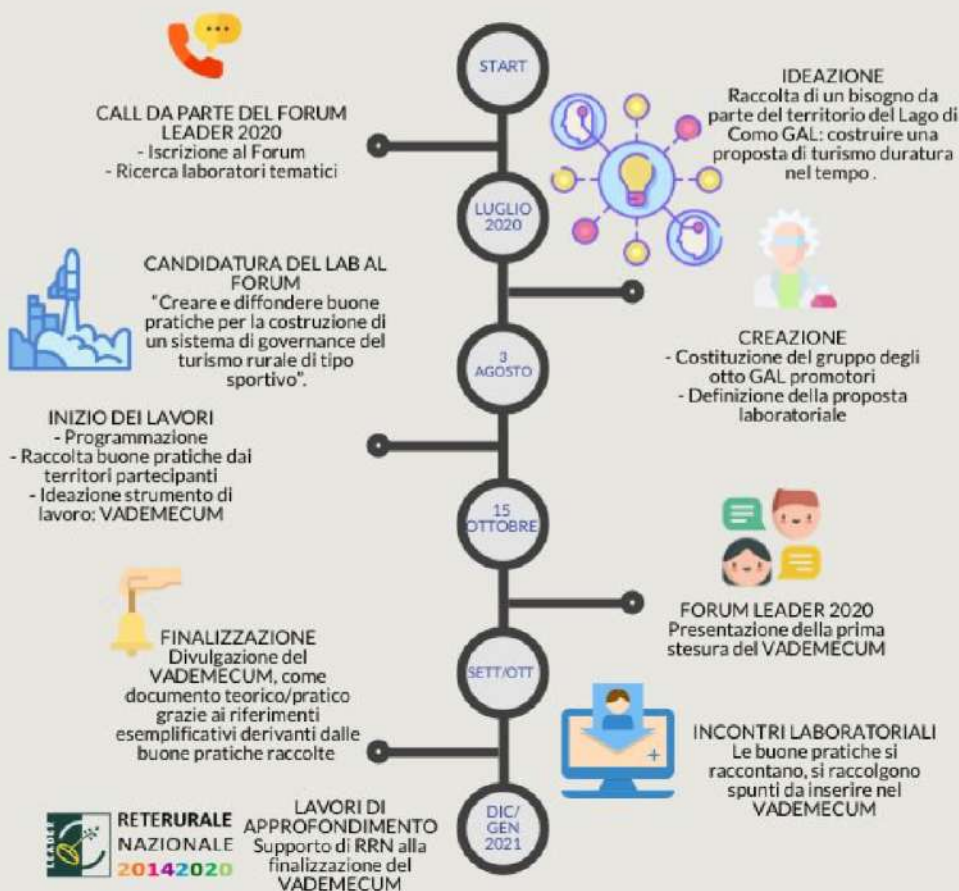 START
IDEAZIONE
Raccolta di un bisogno da
parte del territorio del Lago di
Como GAL: costruire una
proposta di turismo duratura
nel tempo .
CALL DA PARTE DEL FORUM
LEADER 2020
- Iscrizione al Forum
- Ricerca laboratori tematici
LUGLIO
2020
CANDIDATURA DEL LAB AL
FORUM
"Creare e diffondere buone
pratiche per la costruzione di
un sistema di governance del
turismo rurale di tipo
sportivo".
CREAZIONE
- Costituzione del gruppo degli
otto GAL promotori
- Definizione della proposta
laboratoriale
3
AGOSTO
INIZIO DEI LAVORI
- Programmazione
- Raccolta buone pratiche dai
territori partecipanti
- Ideazione strumento di
lavoro: VADEMECUM
15
OTTOBRE
FORUM LEADER 2020
Presentazione della prima
stesura del VADEMECUM
FINALIZZAZIONE
Divulgazione del
VADEMECUM, come
documento teorico/pratico
grazie ai riferimenti
esemplificativi derivanti dalle
buone pratiche raccolte
SETT/OTT
INCONTRI LABORATORIALI
Le buone pratiche si
raccontano, si raccolgono
spunti da inserire nel
VADEMECUM
DIC/
GEN
2021
LAVORI DI
APPROFONDIMENTO
Supporto di RRN alla
finalizzazione del
VADEMECUM
LEADER
RETERURALE
NAZIONALE
20142020